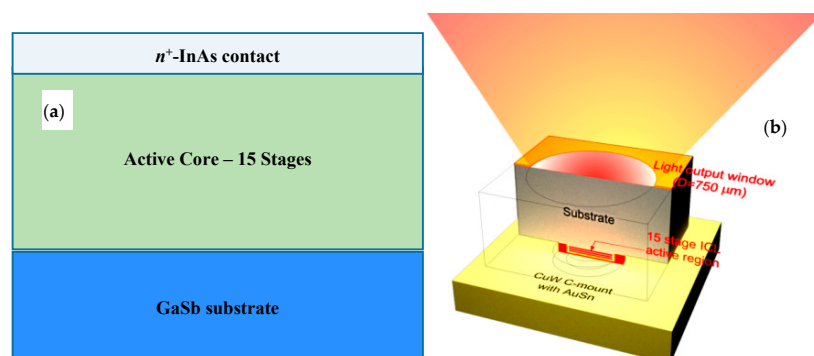 n⁺-InAs contact
(a)
Active Core – 15 Stages
GaSb substrate
(b)
Light output window
(D=750 µm)
Substrate
15 stage ICL
active region
CuW C-mount
with AuSn